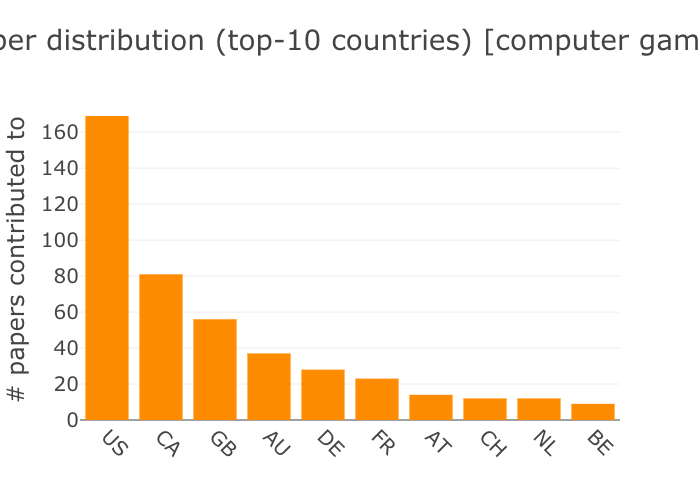 per distribution (top-10 countries) [computer gam
# papers contributed to
160
140
120
100
80
60
40
20
0
US
CA
GB
AU
DE
FR
AT
CH
NL
BE